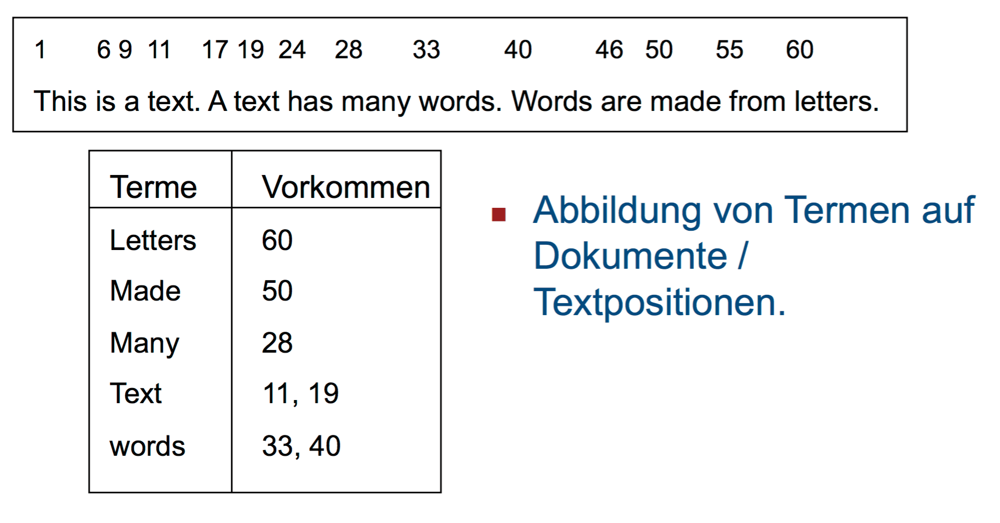 1 6 9 11 17 19 24 28 33 40 46 50 55 60
This is a text. A text has many words. Words are made from letters.
Terme Vorkommen
Letters 60
Made 50
Many 28
Text 11, 19
words 33, 40
Abbildung von Termen auf
Dokumente /
Textpositionen.